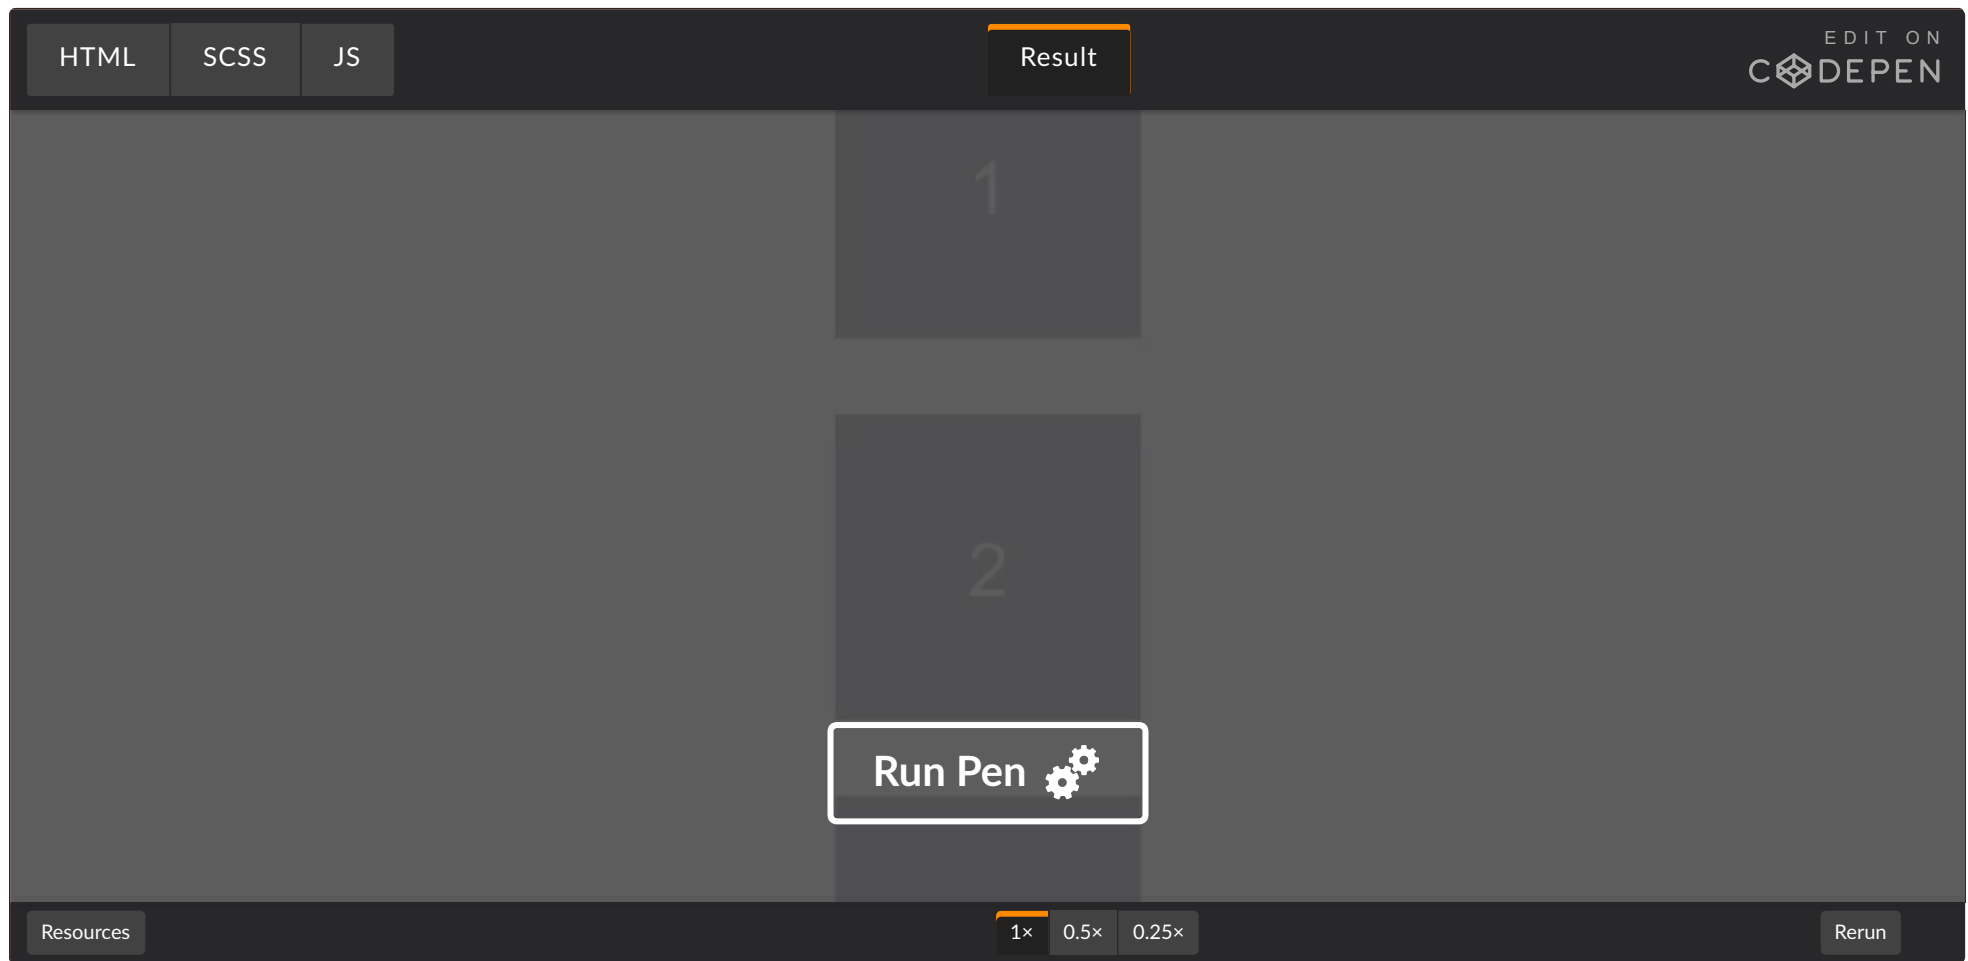 HTML SCSS JS Result EDIT ON
CODEPEN
1
2
Run Pen
Resources 1× 0.5× 0.25× Rerun